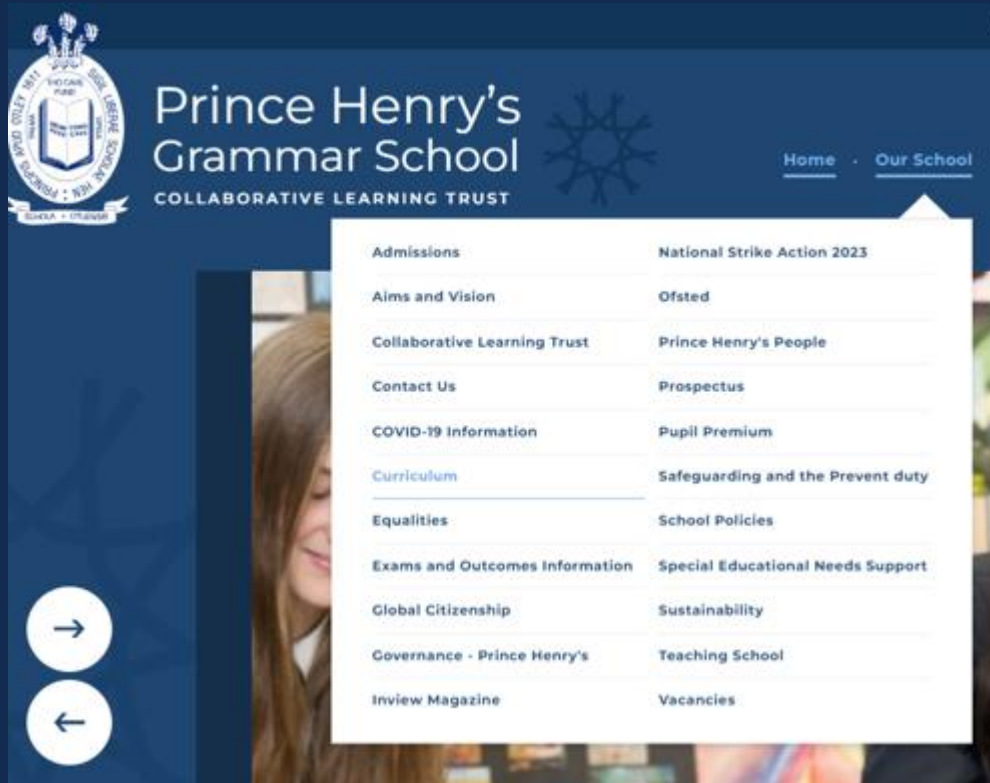 Prince Henry's
Grammar School
COLLABORATIVE LEARNING TRUST
Home · Our School
Admissions
Aims and Vision
Collaborative Learning Trust
Contact Us
COVID-19 Information
Curriculum
Equalities
Exams and Outcomes Information
Global Citizenship
Governance - Prince Henry's
Inview Magazine
National Strike Action 2023
Ofsted
Prince Henry's People
Prospectus
Pupil Premium
Safeguarding and the Prevent duty
School Policies
Special Educational Needs Support
Sustainability
Teaching School
Vacancies